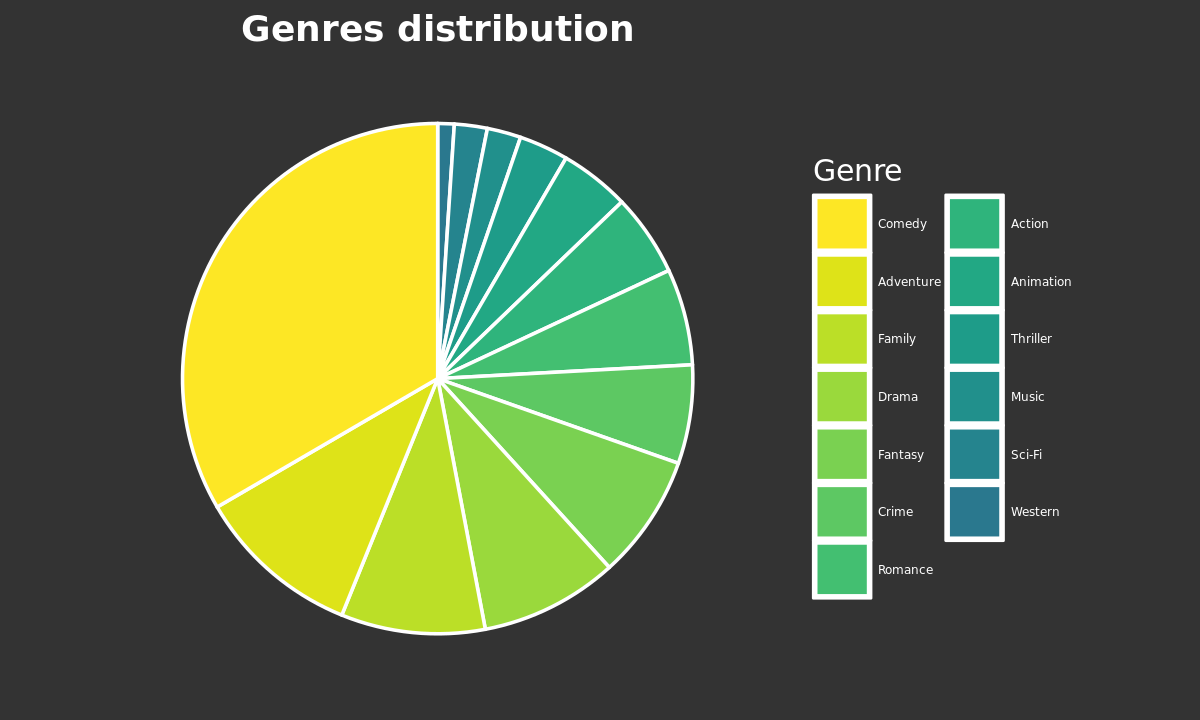 Genres distribution
Genre
Comedy
Adventure
Family
Drama
Fantasy
Crime
Romance
Action
Animation
Thriller
Music
Sci-Fi
Western